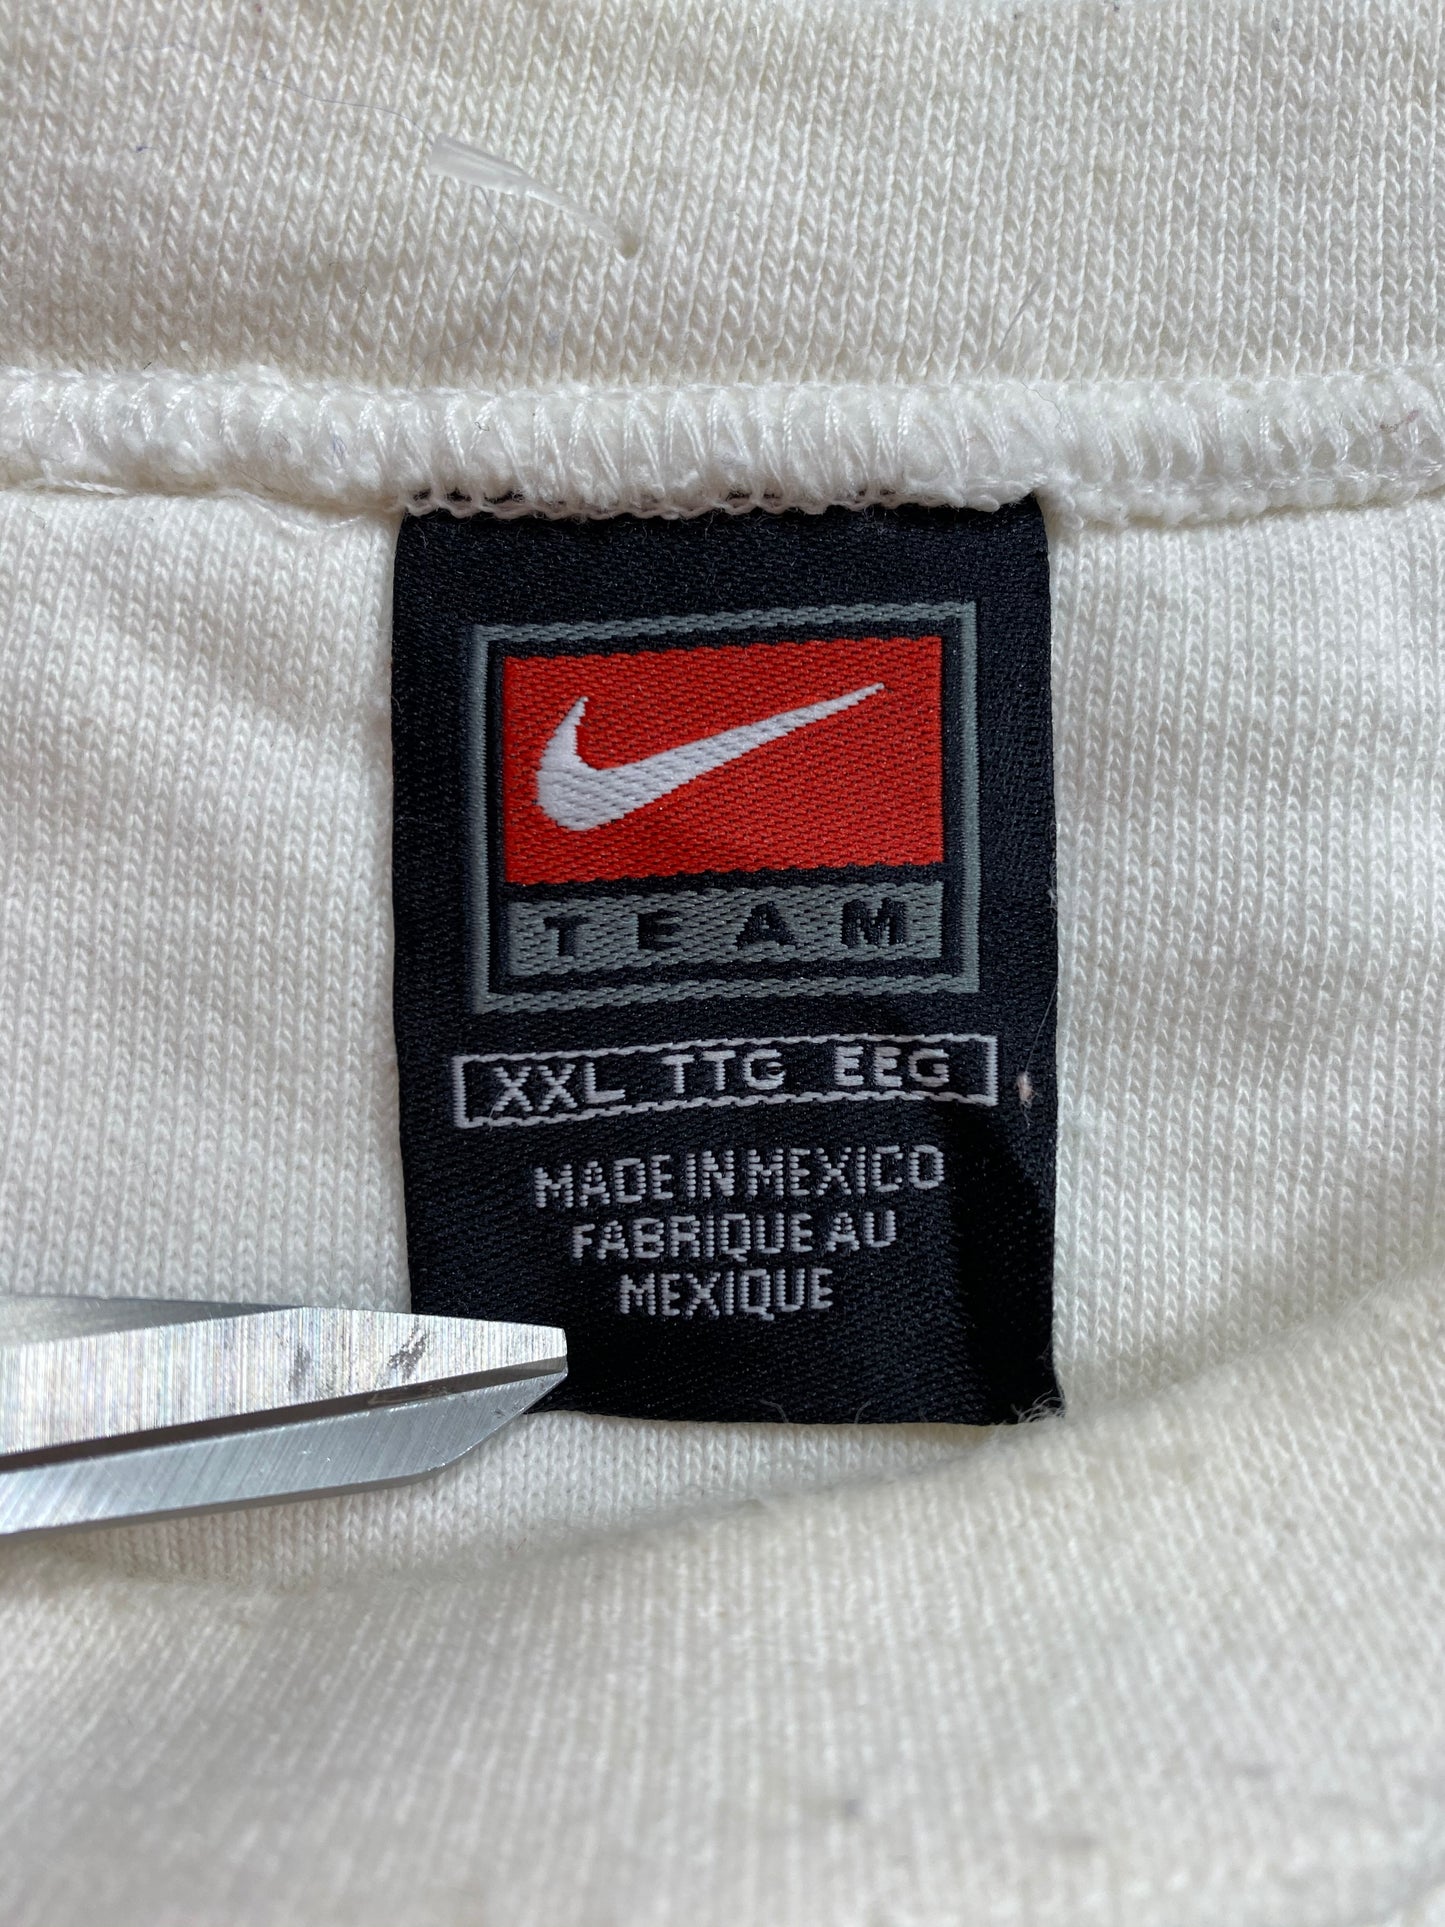 TEAM
XXL TTG EEG
MADE IN MEXICO
FABRIQUE AU
MEXIQUE